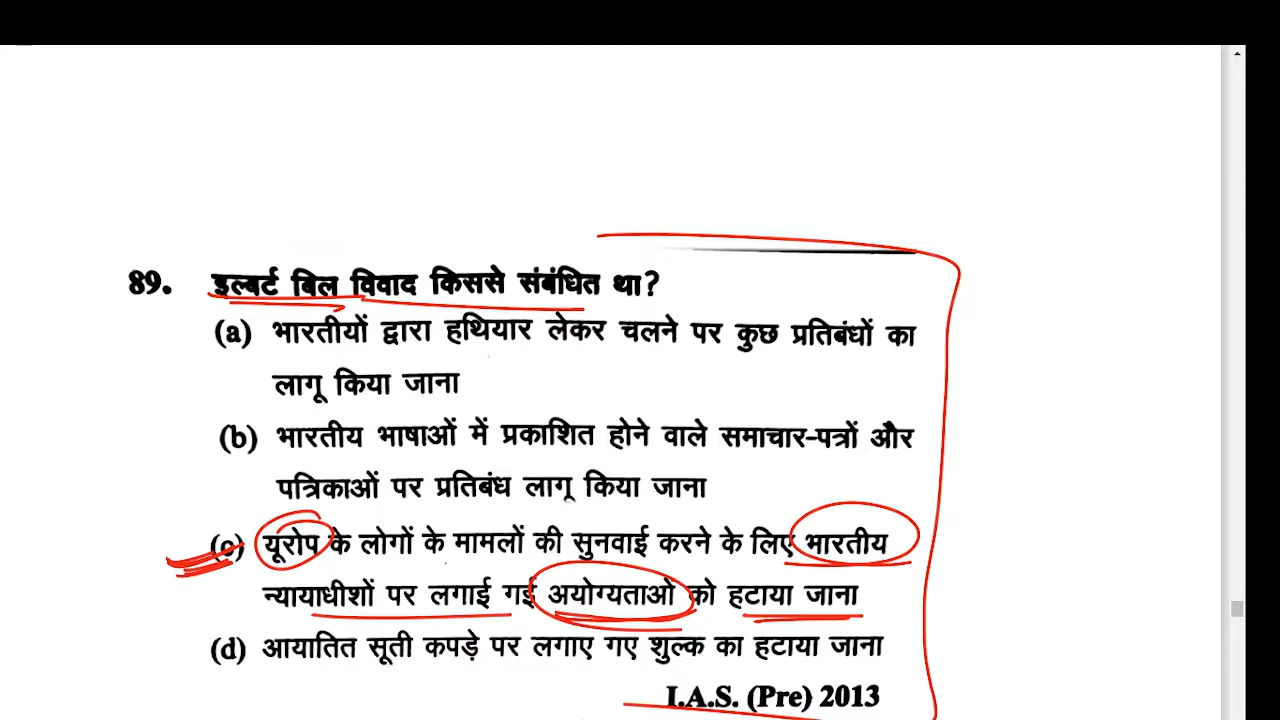 89. इल्बर्ट बिल विवाद किससे संबंधित था?
(a) भारतीयों द्वारा हथियार लेकर चलने पर कुछ प्रतिबंधों का
लागू किया जाना
(b) भारतीय भाषाओं में प्रकाशित होने वाले समाचार-पत्रों और
पत्रिकाओं पर प्रतिबंध लागू किया जाना
(c) यूरोप के लोगों के मामलों की सुनवाई करने के लिए भारतीय
न्यायाधीशों पर लगाई गई अयोग्यताओ को हटाया जाना
(d) आयातित सूती कपड़े पर लगाए गए शुल्क का हटाया जाना
I.A.S. (Pre) 2013